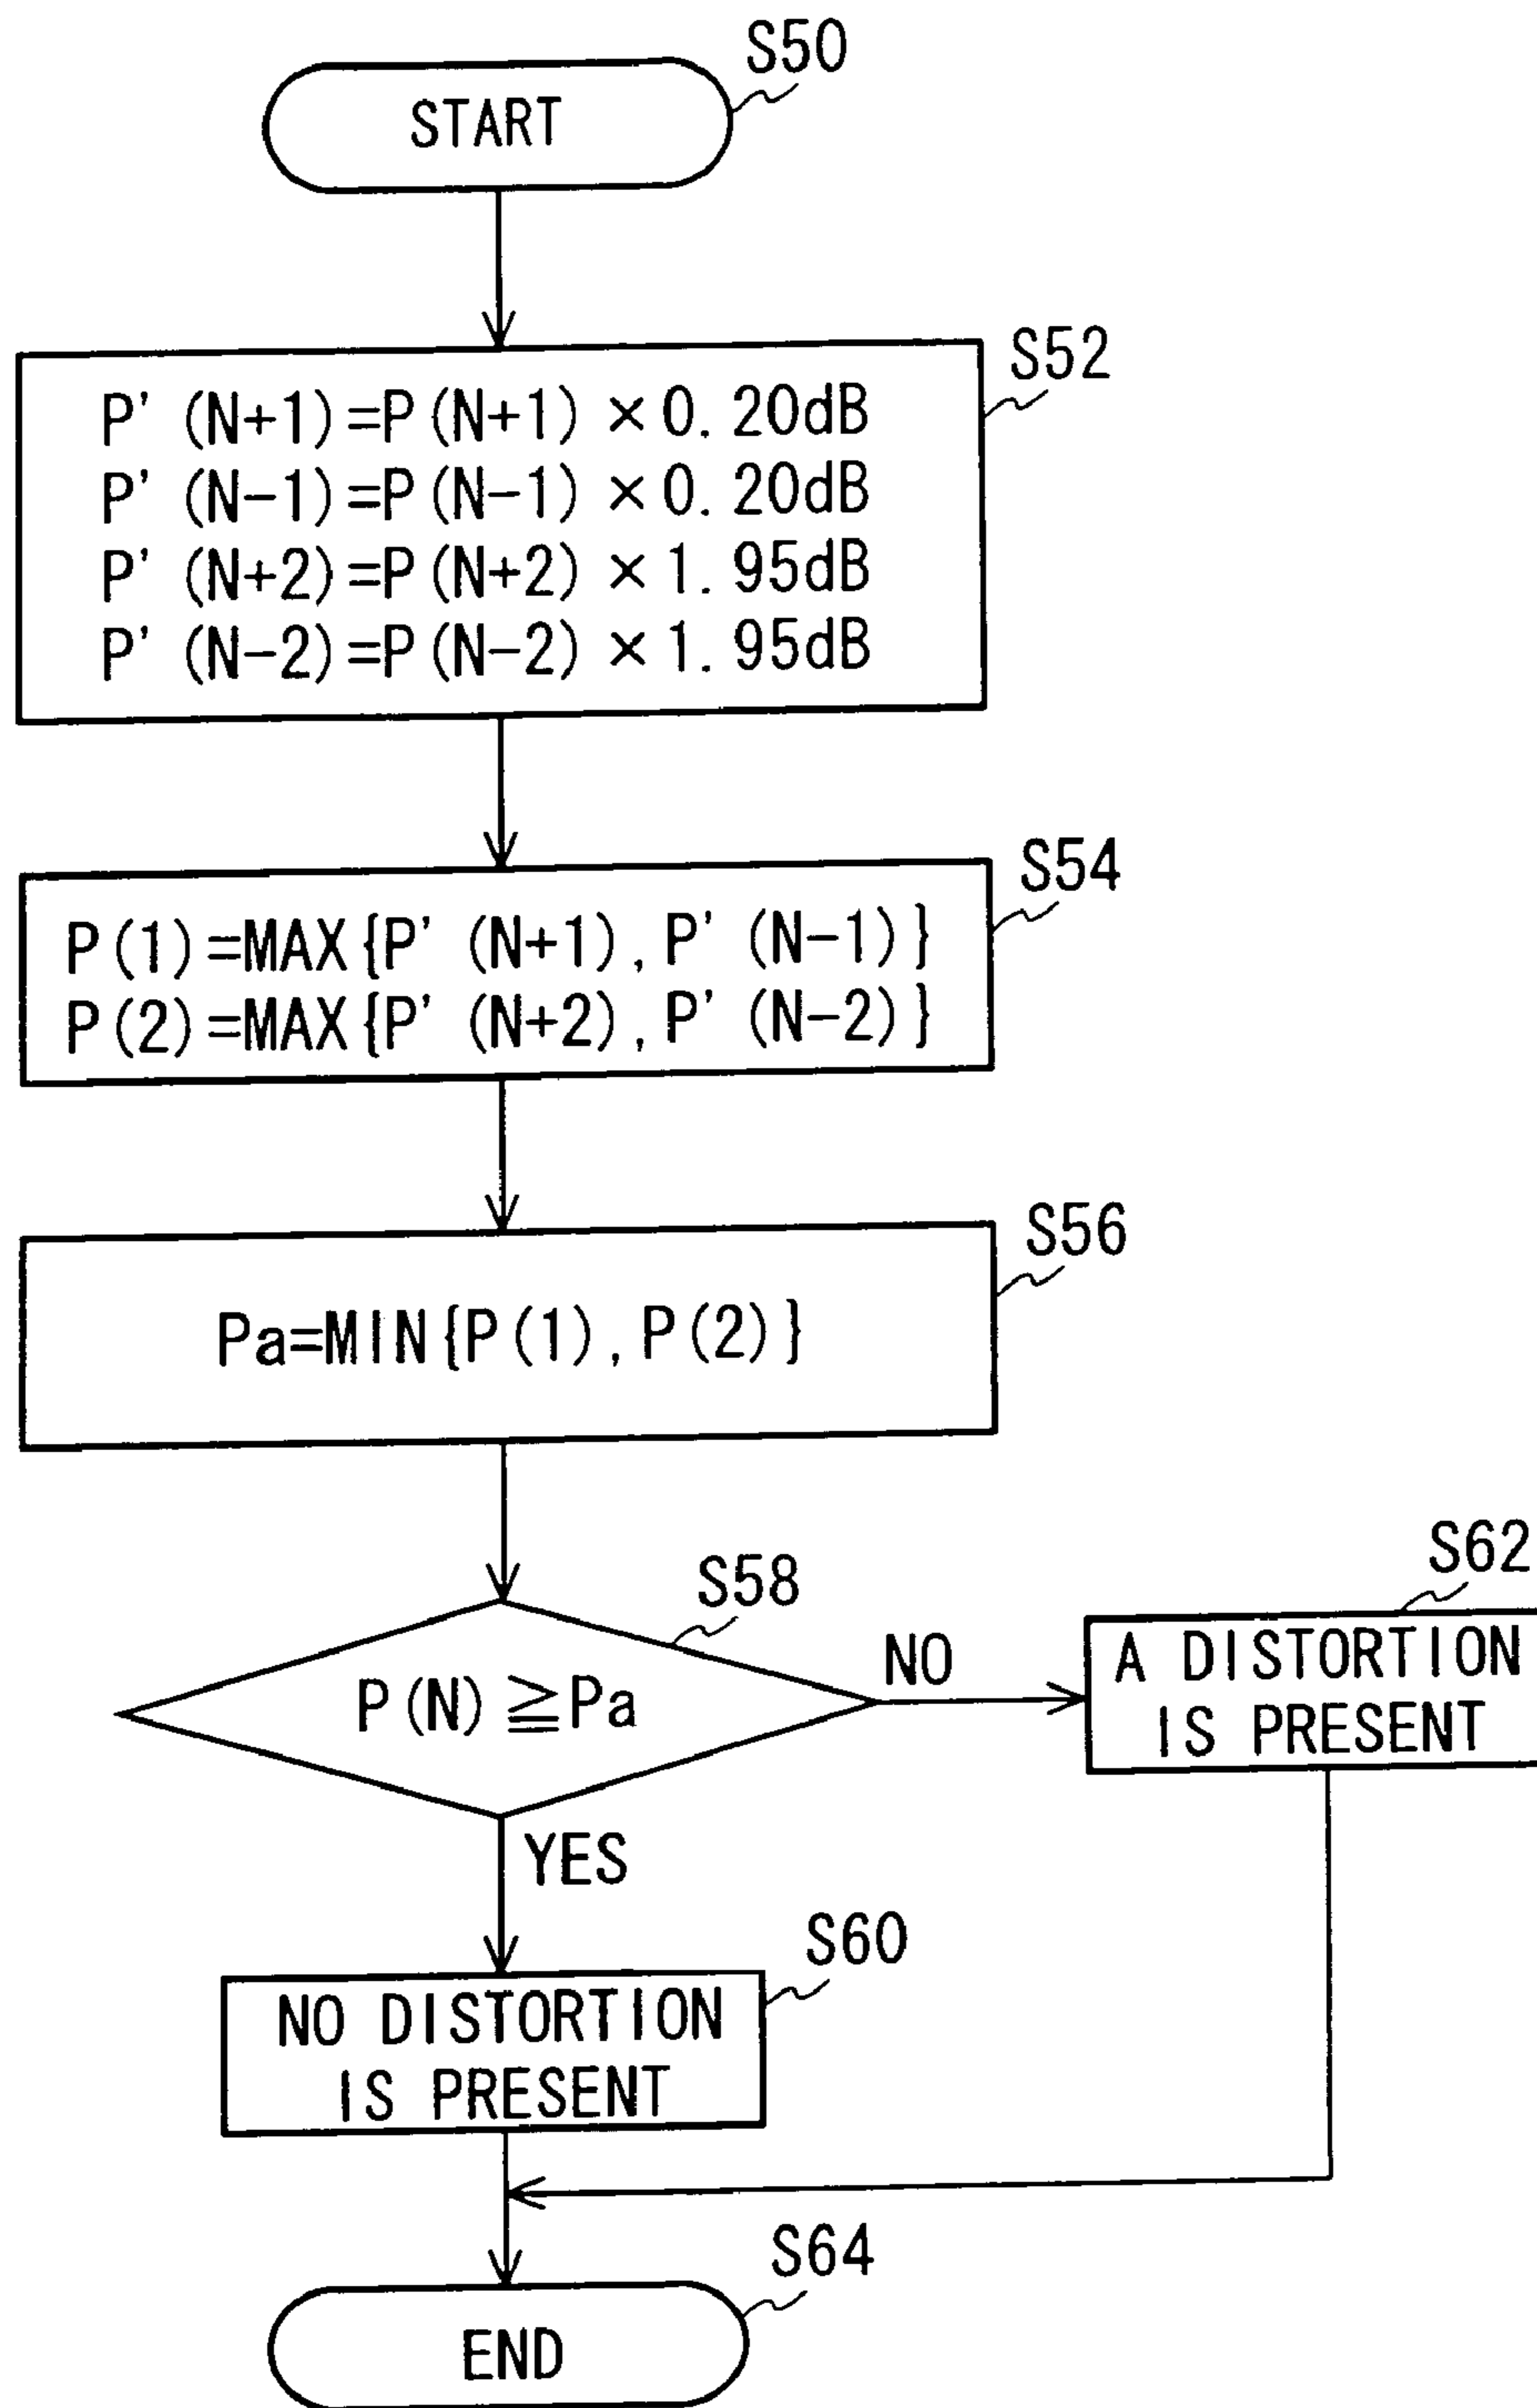 S50
START
S52
P' (N+1)=P(N+1)×0.20dB
P' (N-1)=P(N-1)×0.20dB
P' (N+2)=P(N+2)×1.95dB
P' (N-2)=P(N-2)×1.95dB
S54
P(1)=MAX{P' (N+1), P' (N-1)}
P(2)=MAX{P' (N+2), P' (N-2)}
S56
Pa=MIN{P(1), P(2)}
S58
P(N)≧Pa
NO
S62
A DISTORTION
IS PRESENT
YES
S60
NO DISTORTION
IS PRESENT
S64
END